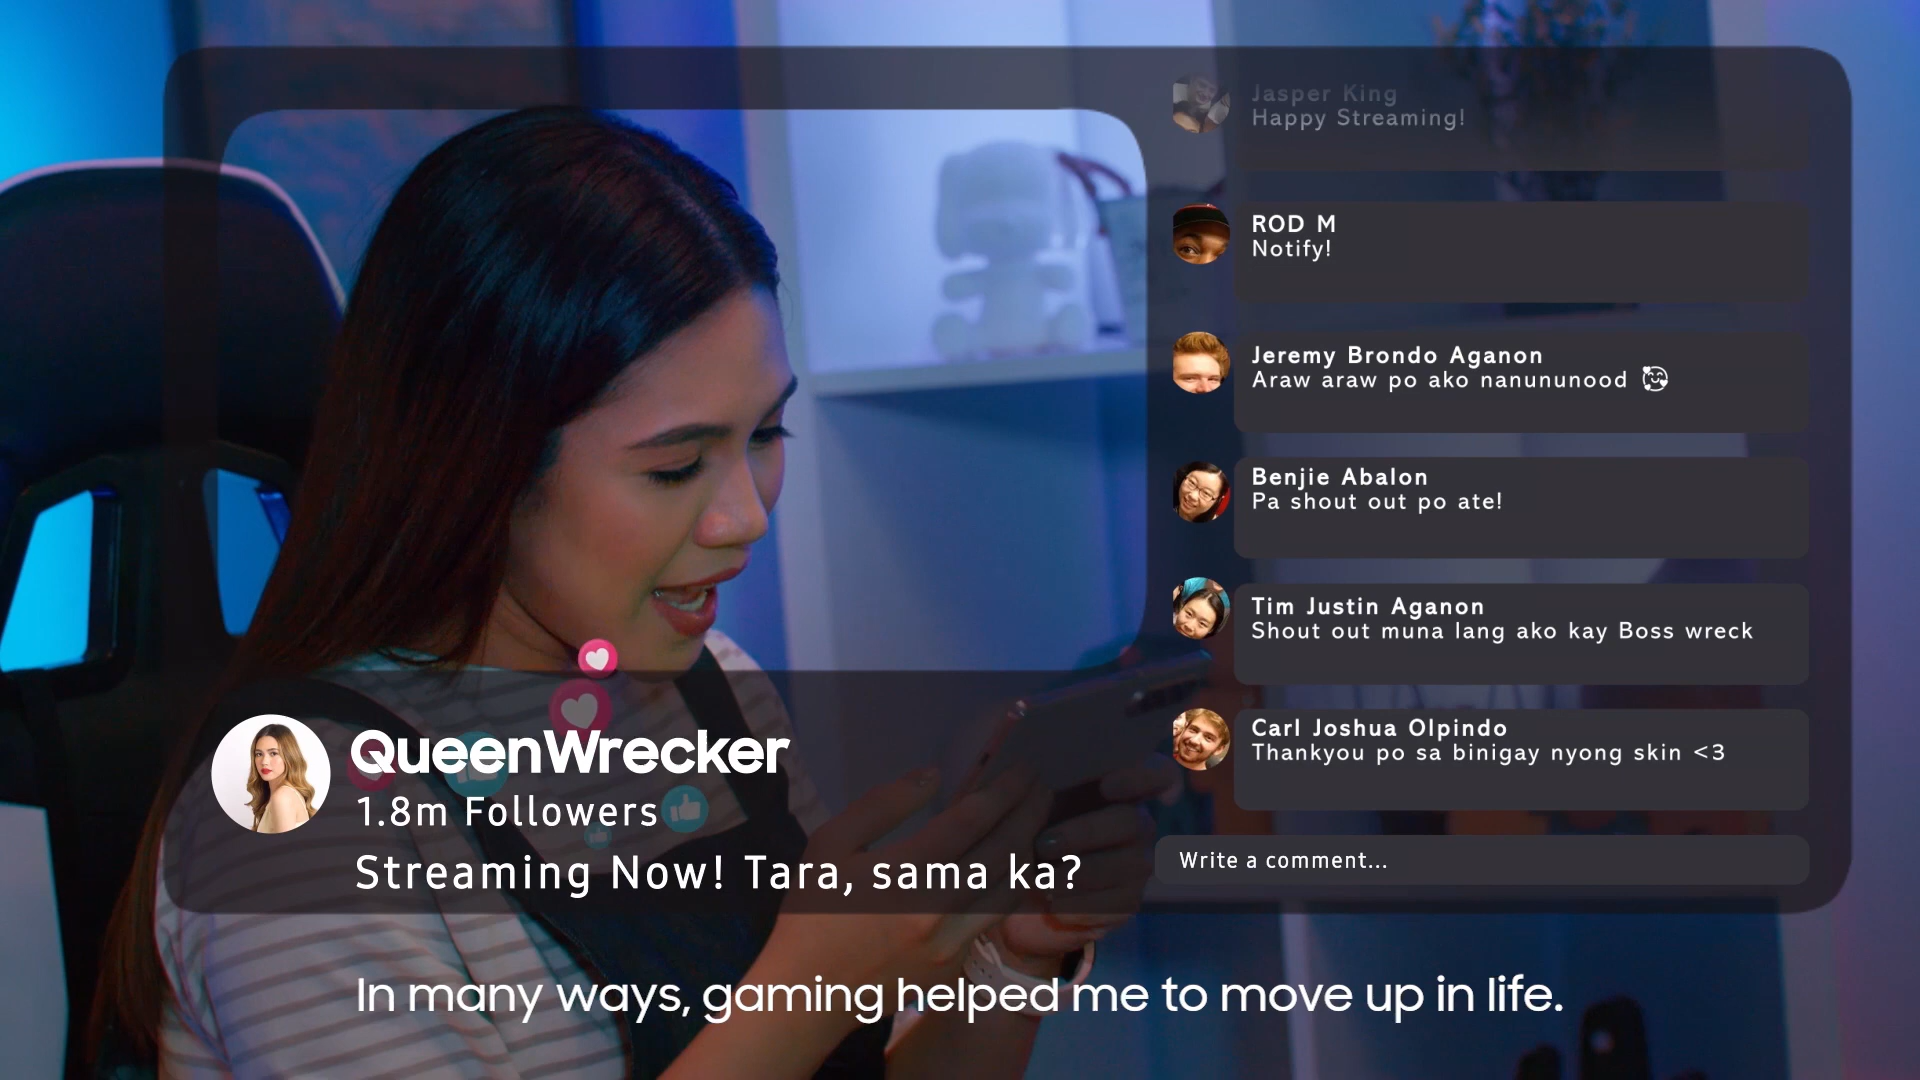 Jasper King
Happy Streaming!
ROD M
Notify!
Jeremy Brondo Aganon
Araw araw po ako nanununood 🥰
Benjie Abalon
Pa shout out po ate!
Tim Justin Aganon
Shout out muna lang ako kay Boss wreck
Carl Joshua Olpindo
Thankyou po sa binigay nyong skin <3
Write a comment...
QueenWrecker
1.8m Followers
Streaming Now! Tara, sama ka?
In many ways, gaming helped me to move up in life.